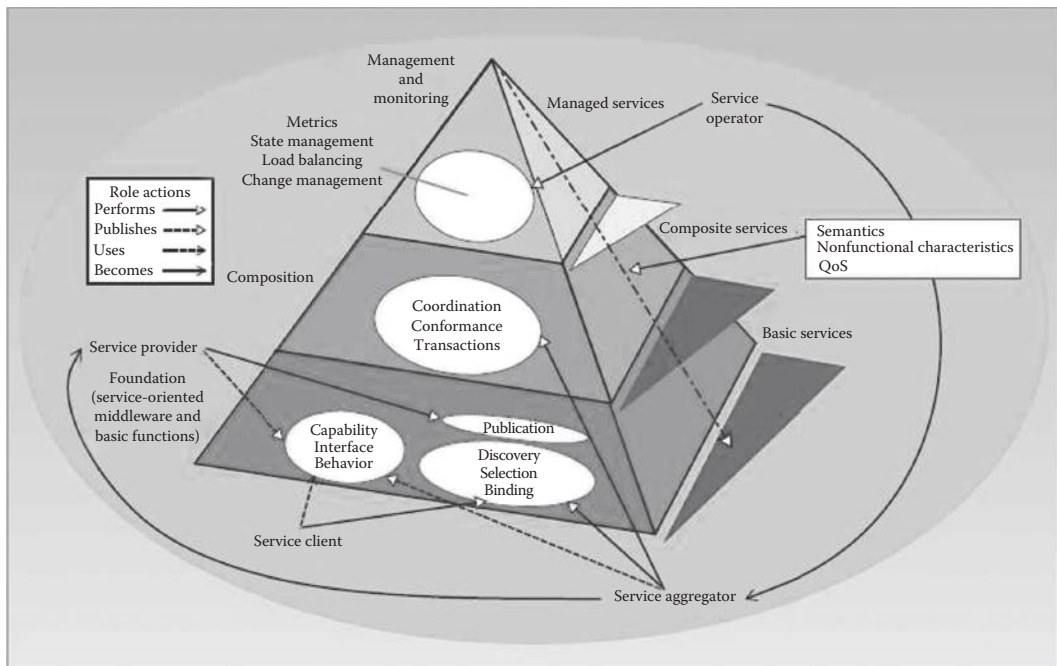 Management
and
monitoring
Managed services
Service
operator
Metrics
State management
Load balancing
Change management
Role actions
Performs
Publishes
Uses
Becomes
Composite services
Semantics
Nonfunctional characteristics
QoS
Composition
Coordination
Conformance
Transactions
Basic services
Service provider
Foundation
(service-oriented
middleware and
basic functions)
Publication
Capability
Interface
Behavior
Discovery
Selection
Binding
Service client
Service aggregator